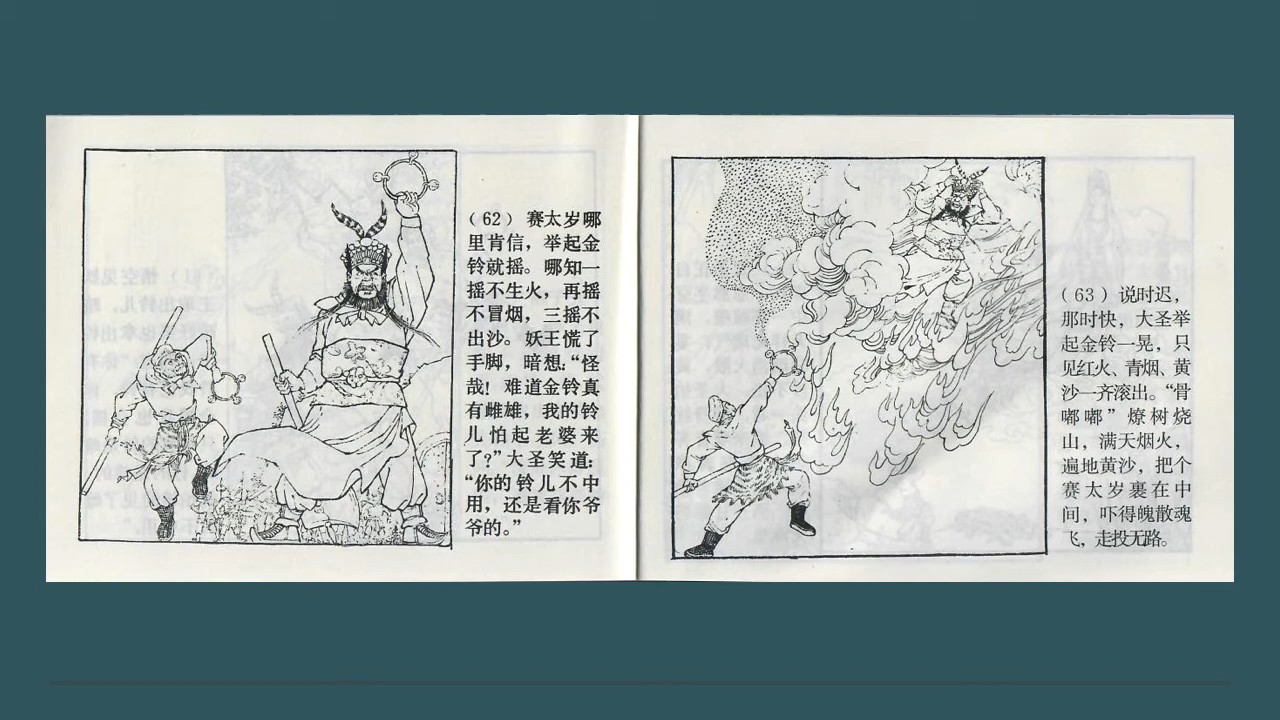 （62）赛太岁哪
里肯信，举起金
铃就摇。哪知一
摇不生火，再摇
不冒烟，三摇不
出沙。妖王慌了
手脚，暗想：“怪
哉！难道金铃真
有雌雄，我的铃
儿怕起老婆来
了？”大圣笑道：
“你的铃儿不中
用，还是看你爷
爷的。”
（63）说时迟，
那时快，大圣举
起金铃一晃，只
见红火、青烟、黄
沙一齐滚出。“骨
嘟嘟”燎树烧
山，满天烟火，
遍地黄沙，把个
赛太岁裹在中
间，吓得魄散魂
飞，走投无路。